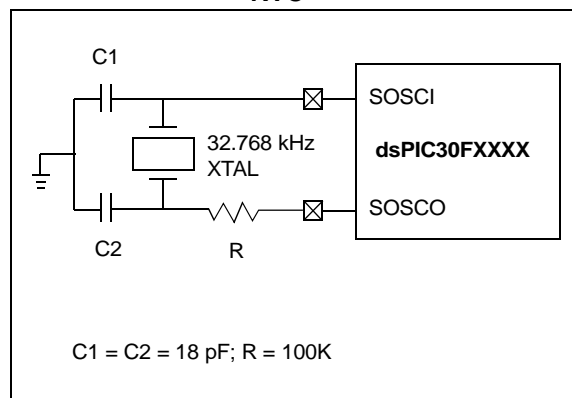 C1
SOSCI
32.768 kHz
XTAL
dsPIC30FXXXX
SOSCO
C2
R
C1 = C2 = 18 pF; R = 100K